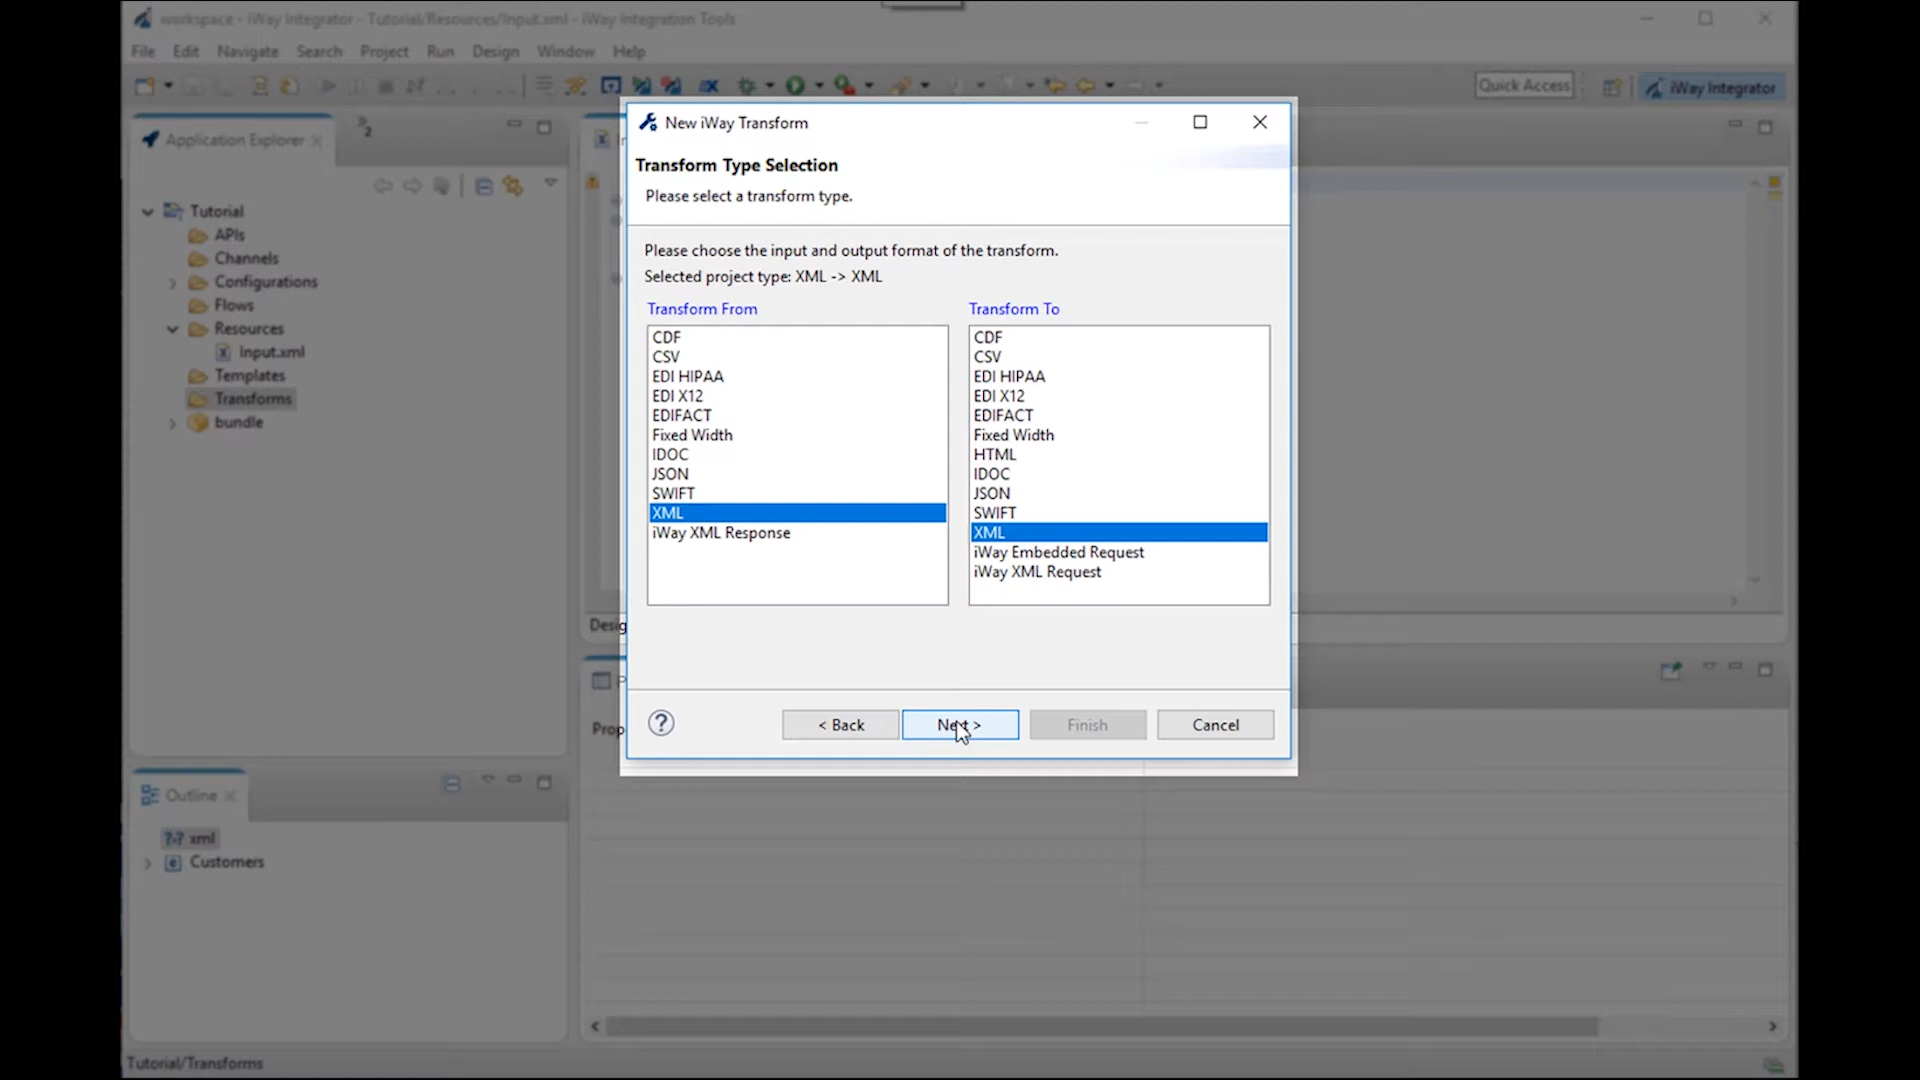 workspace - iWay Integrator - Tutorial/Resources/Input.xml - iWay Integration Tools
File Edit Navigate Search Project Run Design Window Help
Quick Access
iWay Integrator
Application Explorer
2
Tutorial
APIs
Channels
Configurations
Flows
Resources
Input.xml
Templates
Transforms
bundle
New iWay Transform
Transform Type Selection
Please select a transform type.
Please choose the input and output format of the transform.
Selected project type: XML -> XML
Transform From
CDF
CSV
EDI HIPAA
EDI X12
EDIFACT
Fixed Width
IDOC
JSON
SWIFT
XML
iWay XML Response
Transform To
CDF
CSV
EDI HIPAA
EDI X12
EDIFACT
Fixed Width
HTML
IDOC
JSON
SWIFT
XML
iWay Embedded Request
iWay XML Request
< Back
Next >
Finish
Cancel
Desig
Prop
Outline
?=? xml
Customers
Tutorial/Transforms